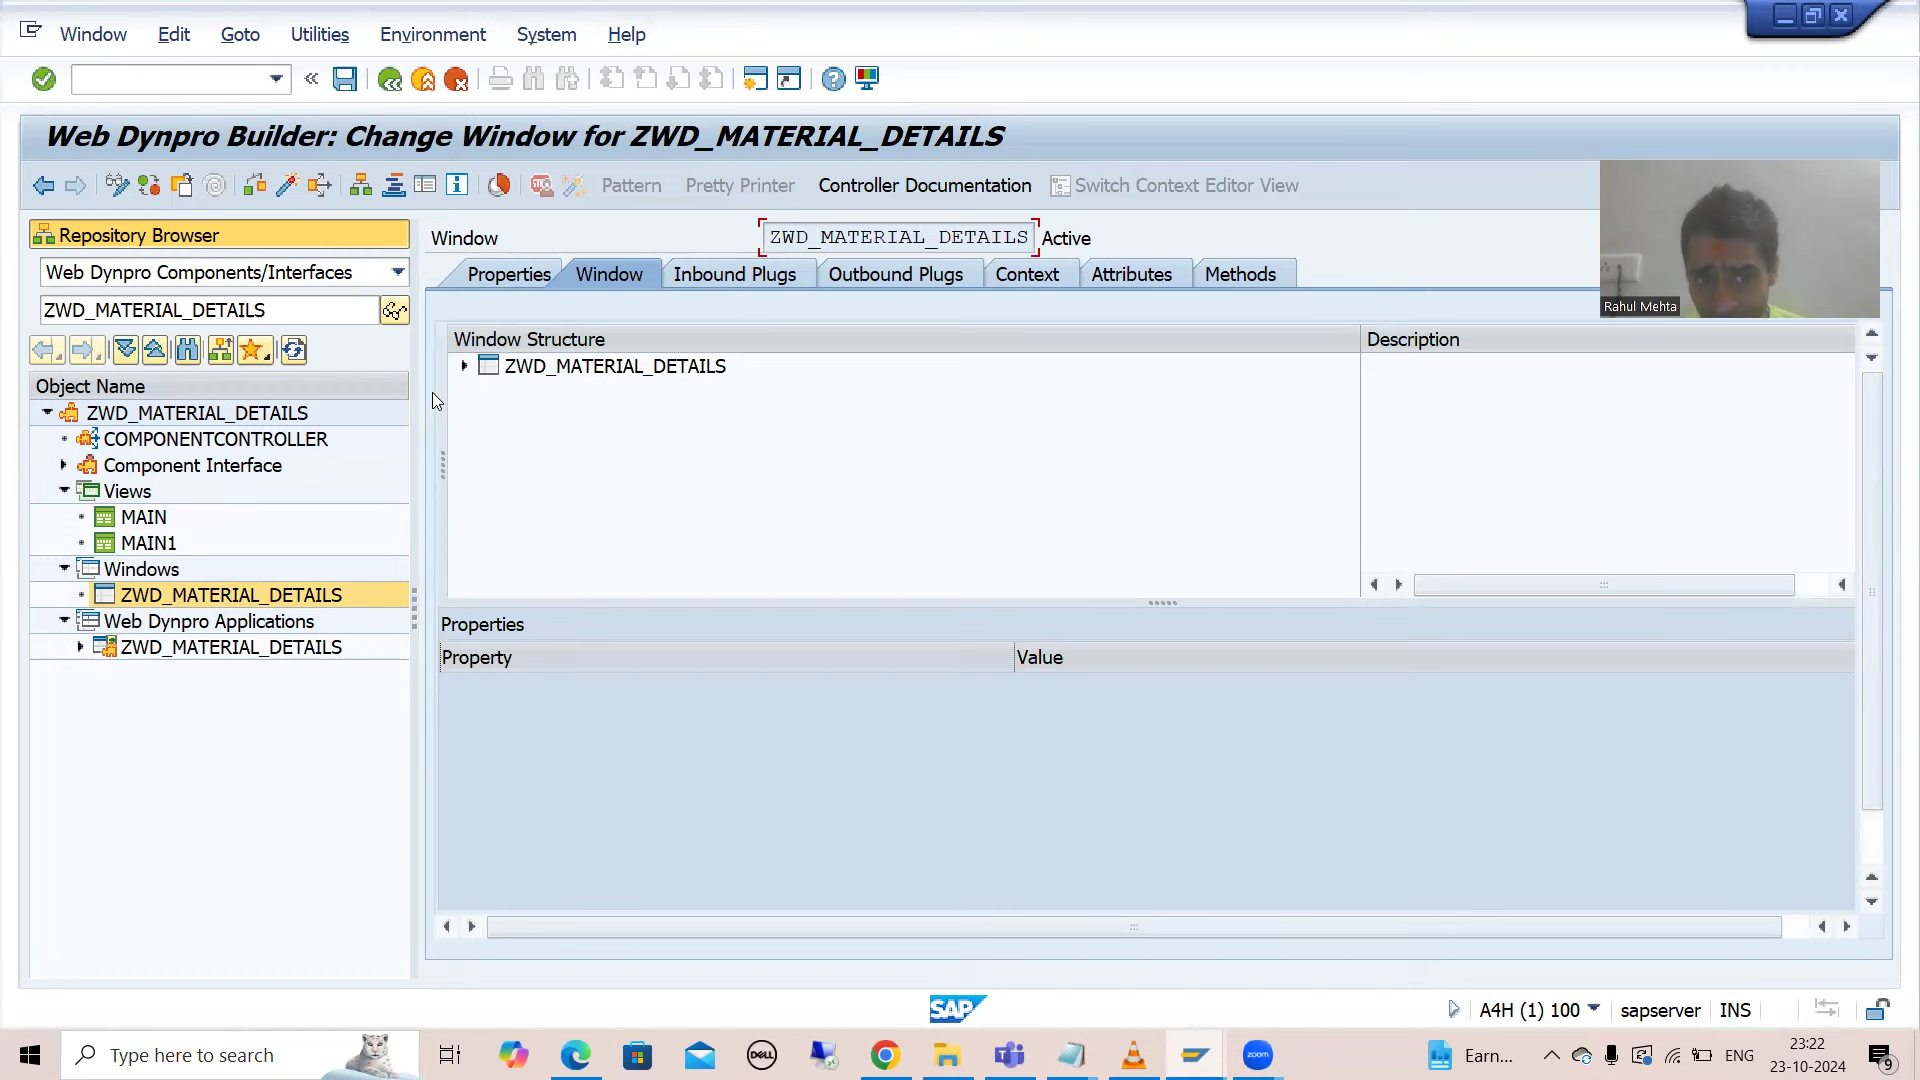 Window Edit Goto Utilities Environment System Help
Web Dynpro Builder: Change Window for ZWD_MATERIAL_DETAILS
Pattern Pretty Printer Controller Documentation Switch Context Editor View
Repository Browser
Web Dynpro Components/Interfaces
ZWD_MATERIAL_DETAILS
Object Name
ZWD_MATERIAL_DETAILS
COMPONENTCONTROLLER
Component Interface
Views
MAIN
MAIN1
Windows
ZWD_MATERIAL_DETAILS
Web Dynpro Applications
ZWD_MATERIAL_DETAILS
Window ZWD_MATERIAL_DETAILS Active
Properties Window Inbound Plugs Outbound Plugs Context Attributes Methods
Window Structure Description
ZWD_MATERIAL_DETAILS
Properties
Property Value
Rahul Mehta
SAP
A4H (1) 100 sapserver INS
Type here to search
DELL
zoom
Earn...
ENG
23:22
23-10-2024
9